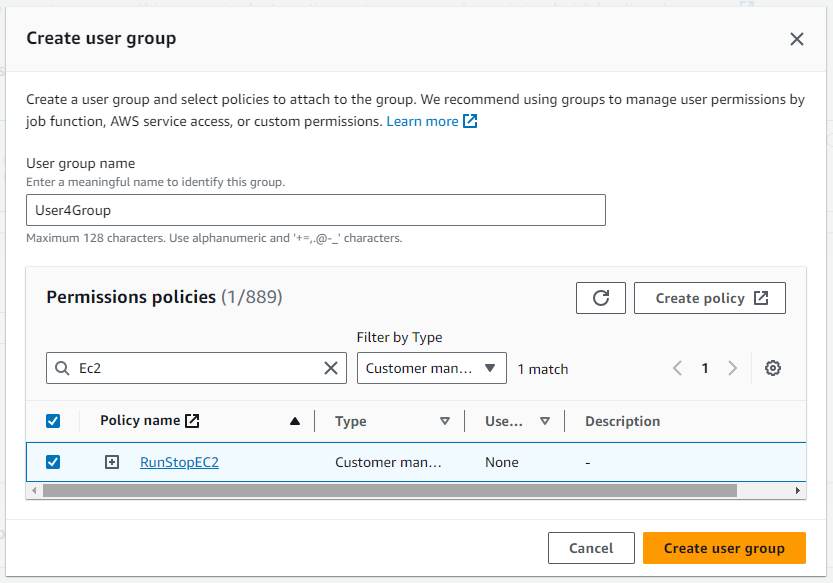 Create user group
Create a user group and select policies to attach to the group. We recommend using groups to manage user permissions by
job function, AWS service access, or custom permissions. Learn more
User group name
Enter a meaningful name to identify this group.
User4Group
Maximum 128 characters. Use alphanumeric and '+=,.@-_' characters.
Permissions policies (1/889)
Create policy
Filter by Type
Ec2
Customer man...
1 match
1
Policy name
Type
Use...
Description
RunStopEC2
Customer man...
None
-
Cancel
Create user group